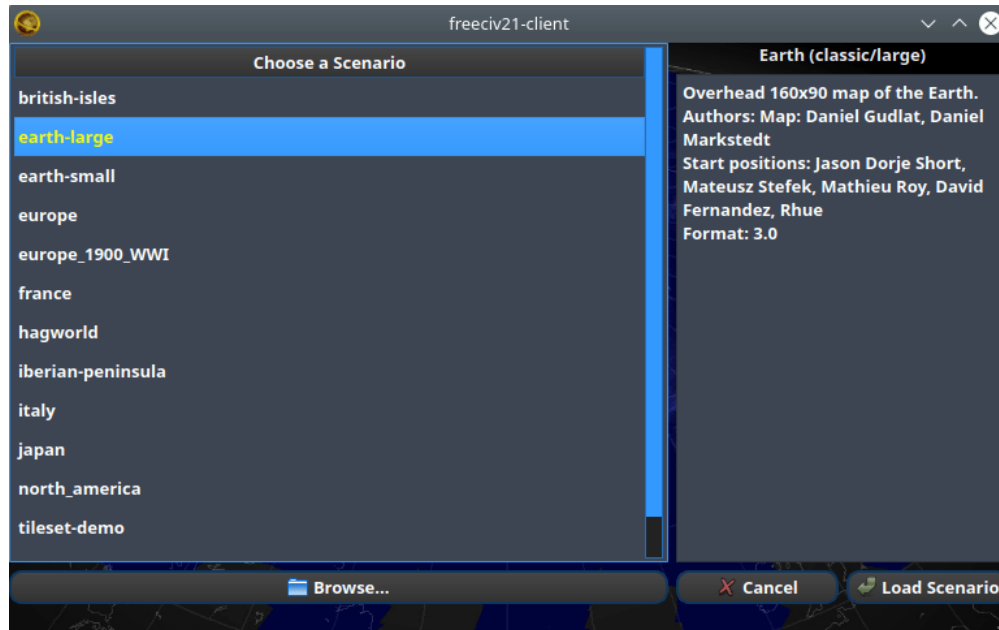 freeciv21-client
Choose a Scenario
british-isles
earth-large
earth-small
europe
europe_1900_WWI
france
hagworld
iberian-peninsula
italy
japan
north_america
tileset-demo
Browse...
Earth (classic/large)
Overhead 160x90 map of the Earth.
Authors: Map: Daniel Gudlat, Daniel
Markstedt
Start positions: Jason Dorje Short,
Mateusz Stefek, Mathieu Roy, David
Fernandez, Rhue
Format: 3.0
Cancel
Load Scenario